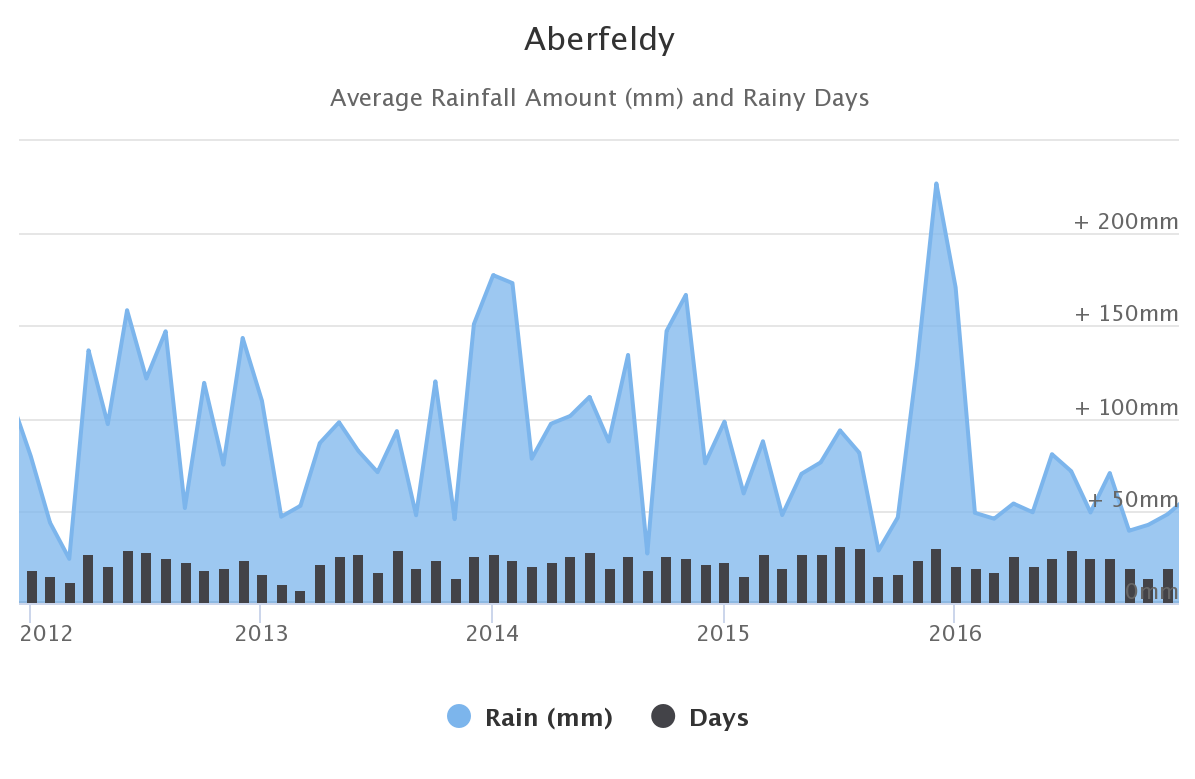 Aberfeldy
Average Rainfall Amount (mm) and Rainy Days
+ 200mm
+ 150mm
+ 100mm
+ 50mm
0mm
2012 2013 2014 2015 2016
Rain (mm) Days